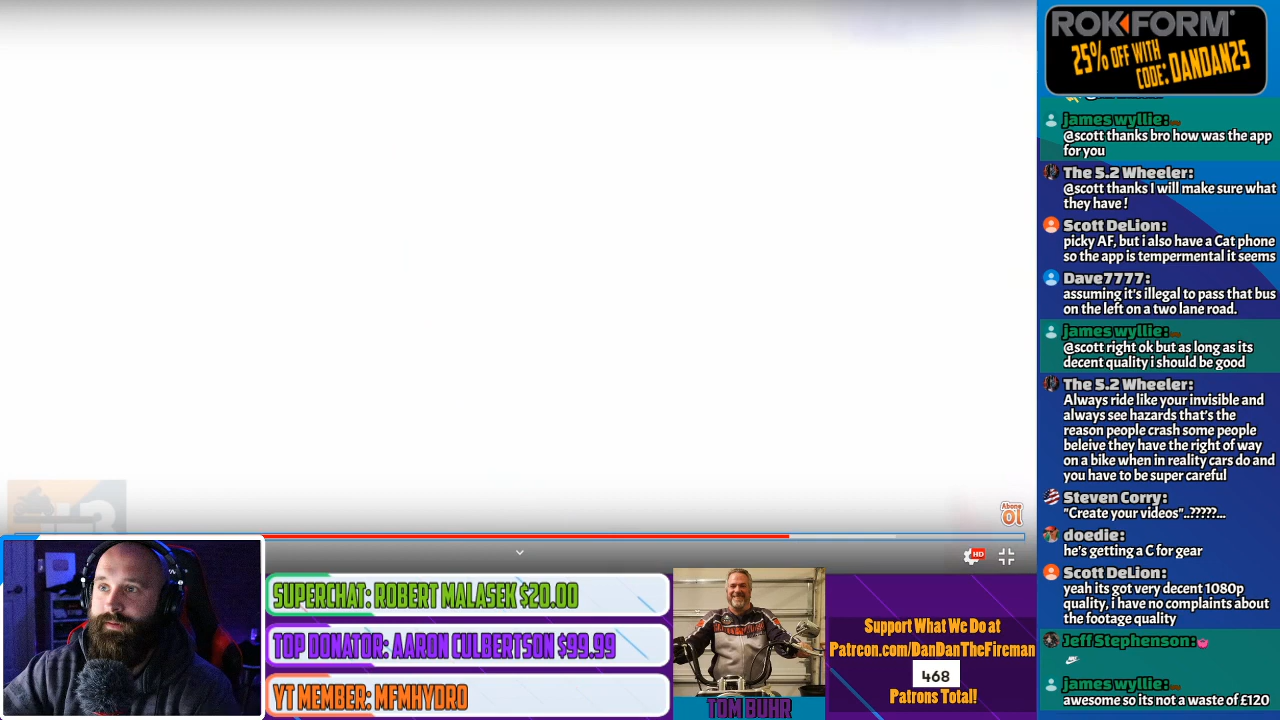 ROKFORM
25% OFF WITH
CODE: DANDAN25
james wyllie:
@scott thanks bro how was the app
for you
The 5.2 Wheeler:
@scott thanks I will make sure what
they have !
Scott DeLion:
picky AF, but i also have a Cat phone
so the app is tempermental it seems
Dave7777:
assuming it's illegal to pass that bus
on the left on a two lane road.
james wyllie:
@scott right ok but as long as its
decent quality i should be good
The 5.2 Wheeler:
Always ride like your invisible and
always see hazards that's the
reason people crash some people
beleive they have the right of way
on a bike when in reality cars do and
you have to be super careful
Steven Corry:
"Create your videos"..?????...
doedie:
he's getting a C for gear
Scott DeLion:
yeah its got very decent 1080p
quality, i have no complaints about
the footage quality
Jeff Stephenson:
james wyllie:
awesome so its not a waste of £120
Abone
Ol
HD
SUPERCHAT: ROBERT MALASEK $20.00
TOP DONATOR: AARON CULBERTSON $99.99
YT MEMBER: MFMHYDRO
TOM BUHR
Support What We Do at
Patreon.com/DanDanTheFireman
468
Patrons Total!